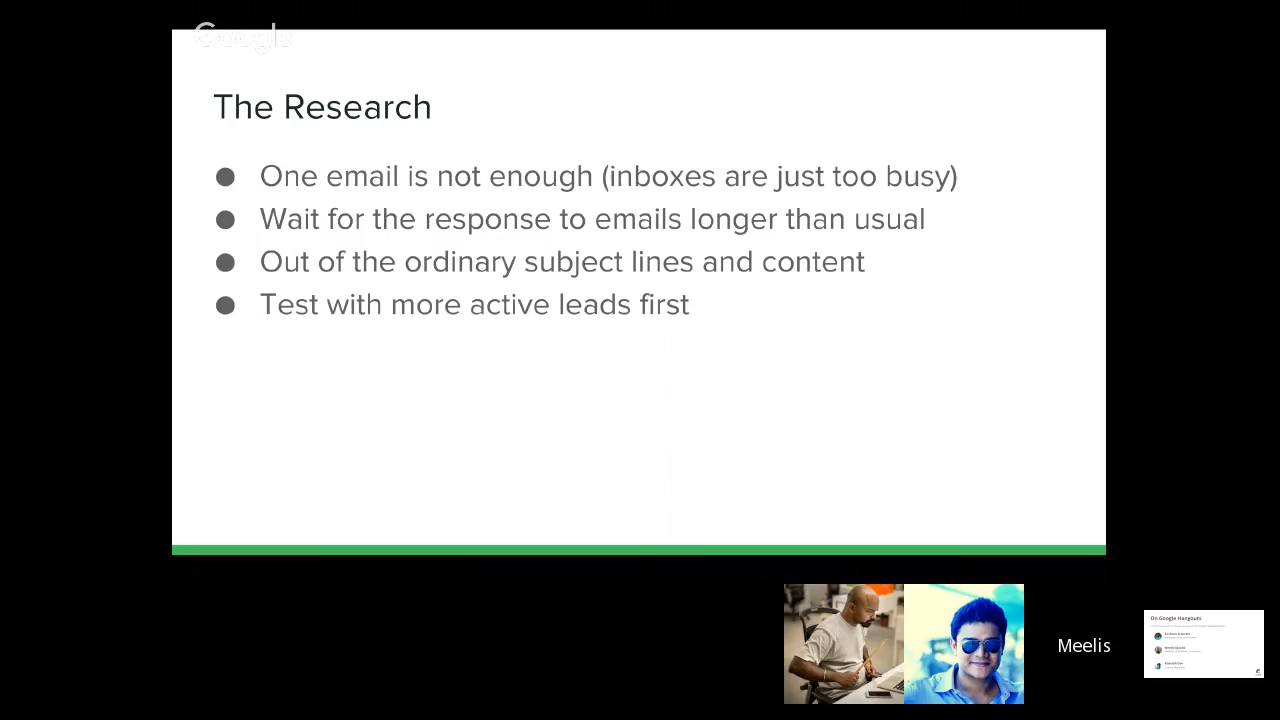 Google
The Research
● One email is not enough (inboxes are just too busy)
● Wait for the response to emails longer than usual
● Out of the ordinary subject lines and content
● Test with more active leads first
Meelis
On Google Hangouts